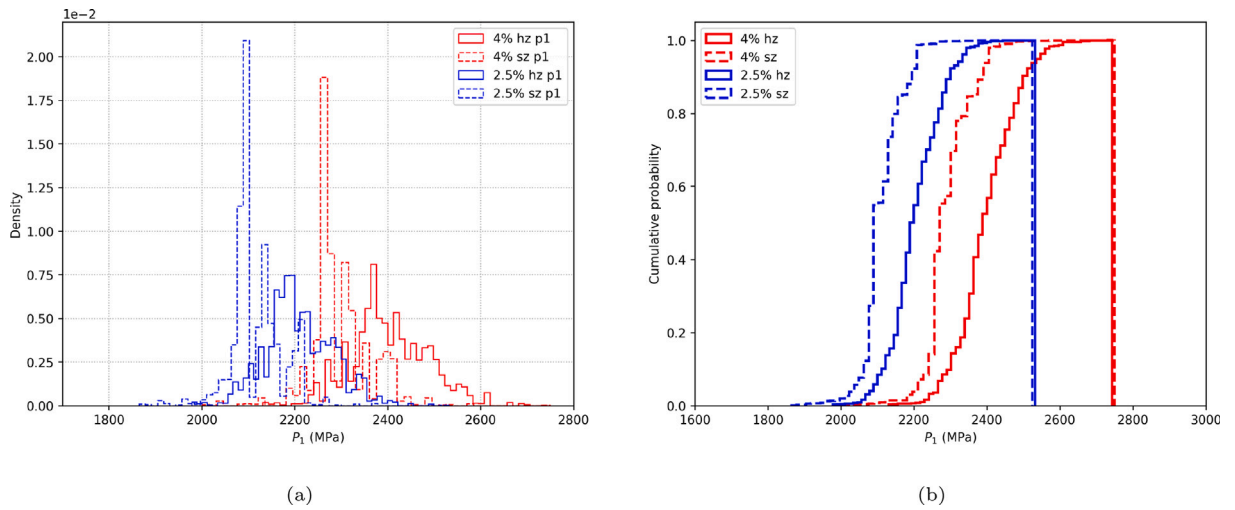 1e−2
2.00
1.75
1.50
1.25
1.00
0.75
0.50
0.25
0.00
Density
1800 2000 2200 2400 2600 2800
P₁ (MPa)
4% hz p1
4% sz p1
2.5% hz p1
2.5% sz p1
(a)
1.0
0.8
0.6
0.4
0.2
0.0
Cumulative probability
1600 1800 2000 2200 2400 2600 2800 3000
P₁ (MPa)
4% hz
4% sz
2.5% hz
2.5% sz
(b)